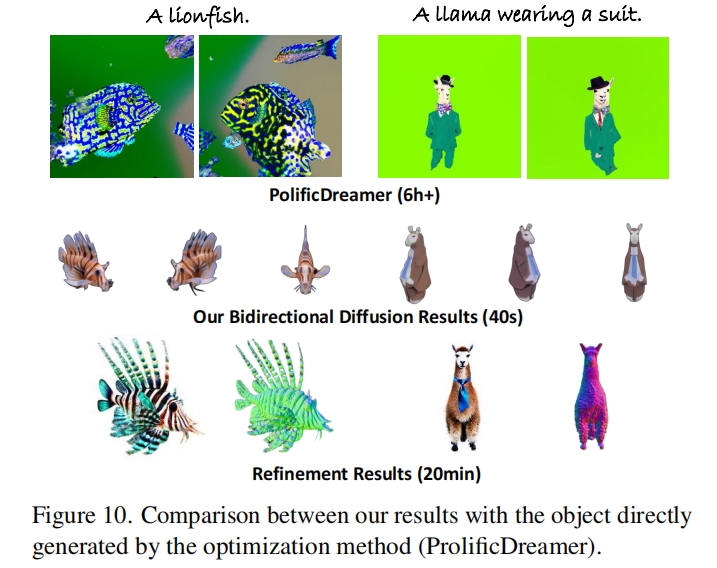 A lionfish.
A llama wearing a suit.
PolificDreamer (6h+)
Our Bidirectional Diffusion Results (40s)
Refinement Results (20min)
Figure 10. Comparison between our results with the object directly
generated by the optimization method (ProlificDreamer).